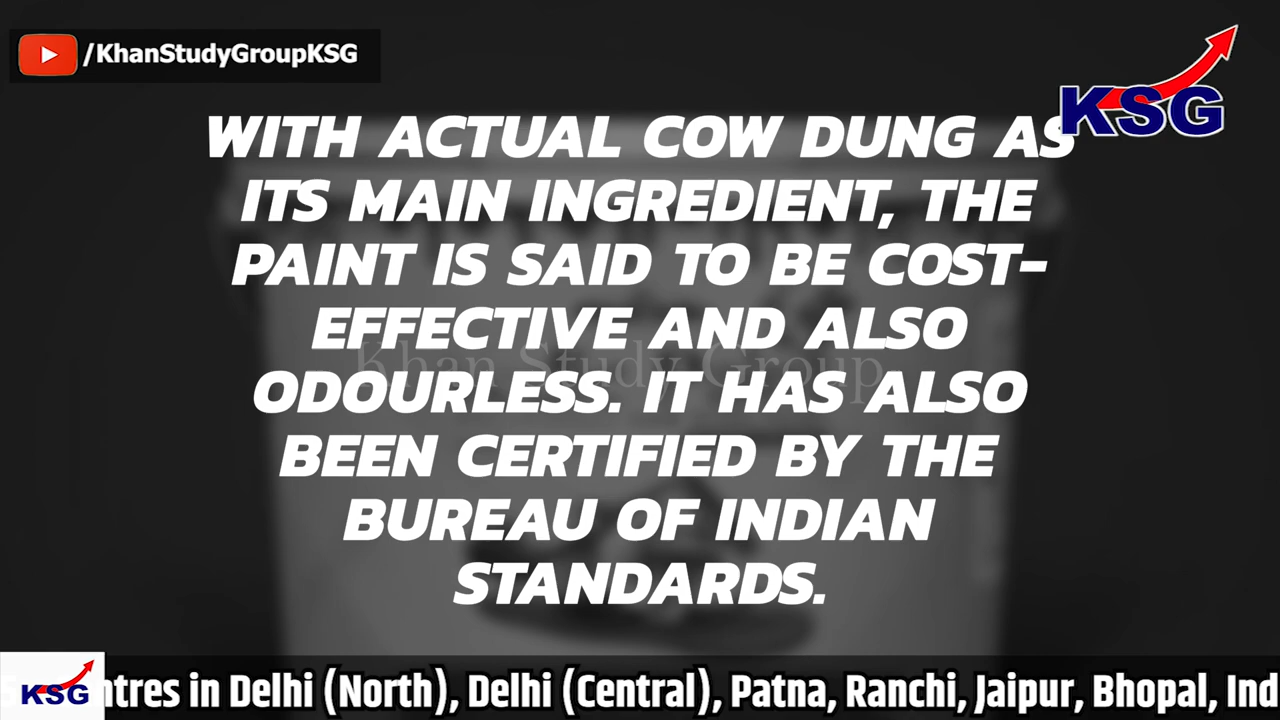 /KhanStudyGroupKSG
KSG
WITH ACTUAL COW DUNG AS
ITS MAIN INGREDIENT, THE
PAINT IS SAID TO BE COST-
EFFECTIVE AND ALSO
Khan Study Group
ODOURLESS. IT HAS ALSO
BEEN CERTIFIED BY THE
BUREAU OF INDIAN
STANDARDS.
KSG ntres in Delhi (North), Delhi (Central), Patna, Ranchi, Jaipur, Bhopal, Ind